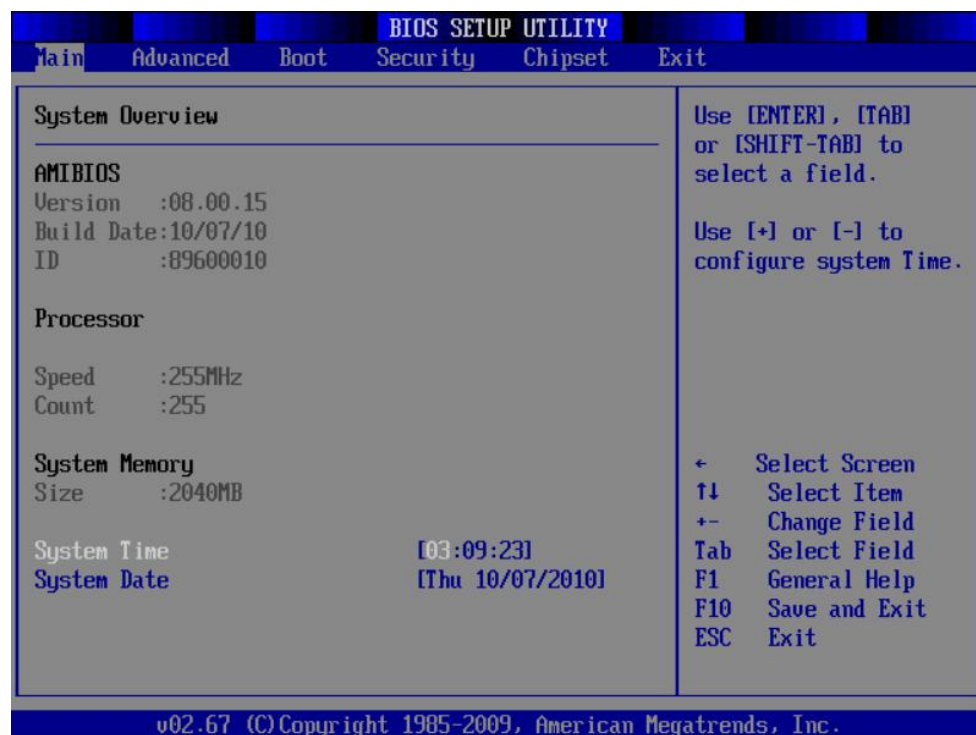 BIOS SETUP UTILITY
Main Advanced Boot Security Chipset Exit
System Overview
AMIBIOS
Version :08.00.15
Build Date:10/07/10
ID :89600010
Processor
Speed :255MHz
Count :255
System Memory
Size :2040MB
System Time [03:09:23]
System Date [Thu 10/07/2010]
Use [ENTER], [TAB]
or [SHIFT-TAB] to
select a field.
Use [+] or [-] to
configure system Time.
← Select Screen
↑↓ Select Item
+- Change Field
Tab Select Field
F1 General Help
F10 Save and Exit
ESC Exit
v02.67 (C)Copyright 1985-2009, American Megatrends, Inc.